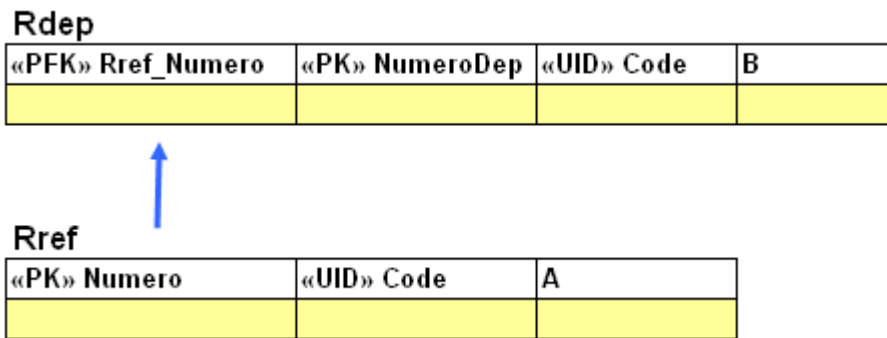 Rdep
«PFK» Rref_Numero «PK» NumeroDep «UID» Code B
Rref
«PK» Numero «UID» Code A